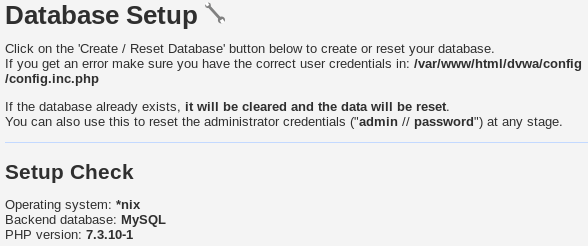 Database Setup
Click on the 'Create / Reset Database' button below to create or reset your database.
If you get an error make sure you have the correct user credentials in: /var/www/html/dvwa/config
/config.inc.php
If the database already exists, it will be cleared and the data will be reset.
You can also use this to reset the administrator credentials ("admin // password") at any stage.
Setup Check
Operating system: *nix
Backend database: MySQL
PHP version: 7.3.10-1